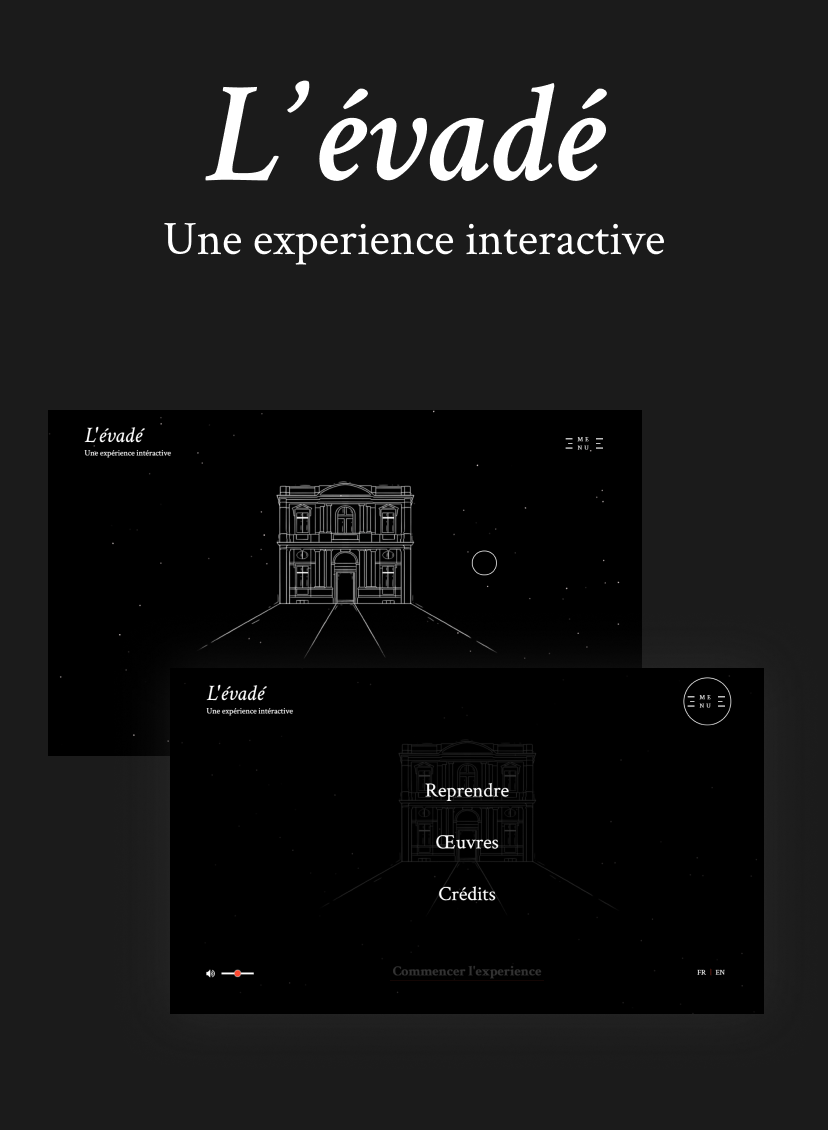 L’évadé
Une experience interactive
L'évadé
Une expérience intéractive
ME
NU
L'évadé
Une expérience intéractive
ME
NU
Reprendre
Œuvres
Crédits
Commencer l'experience
FR | EN